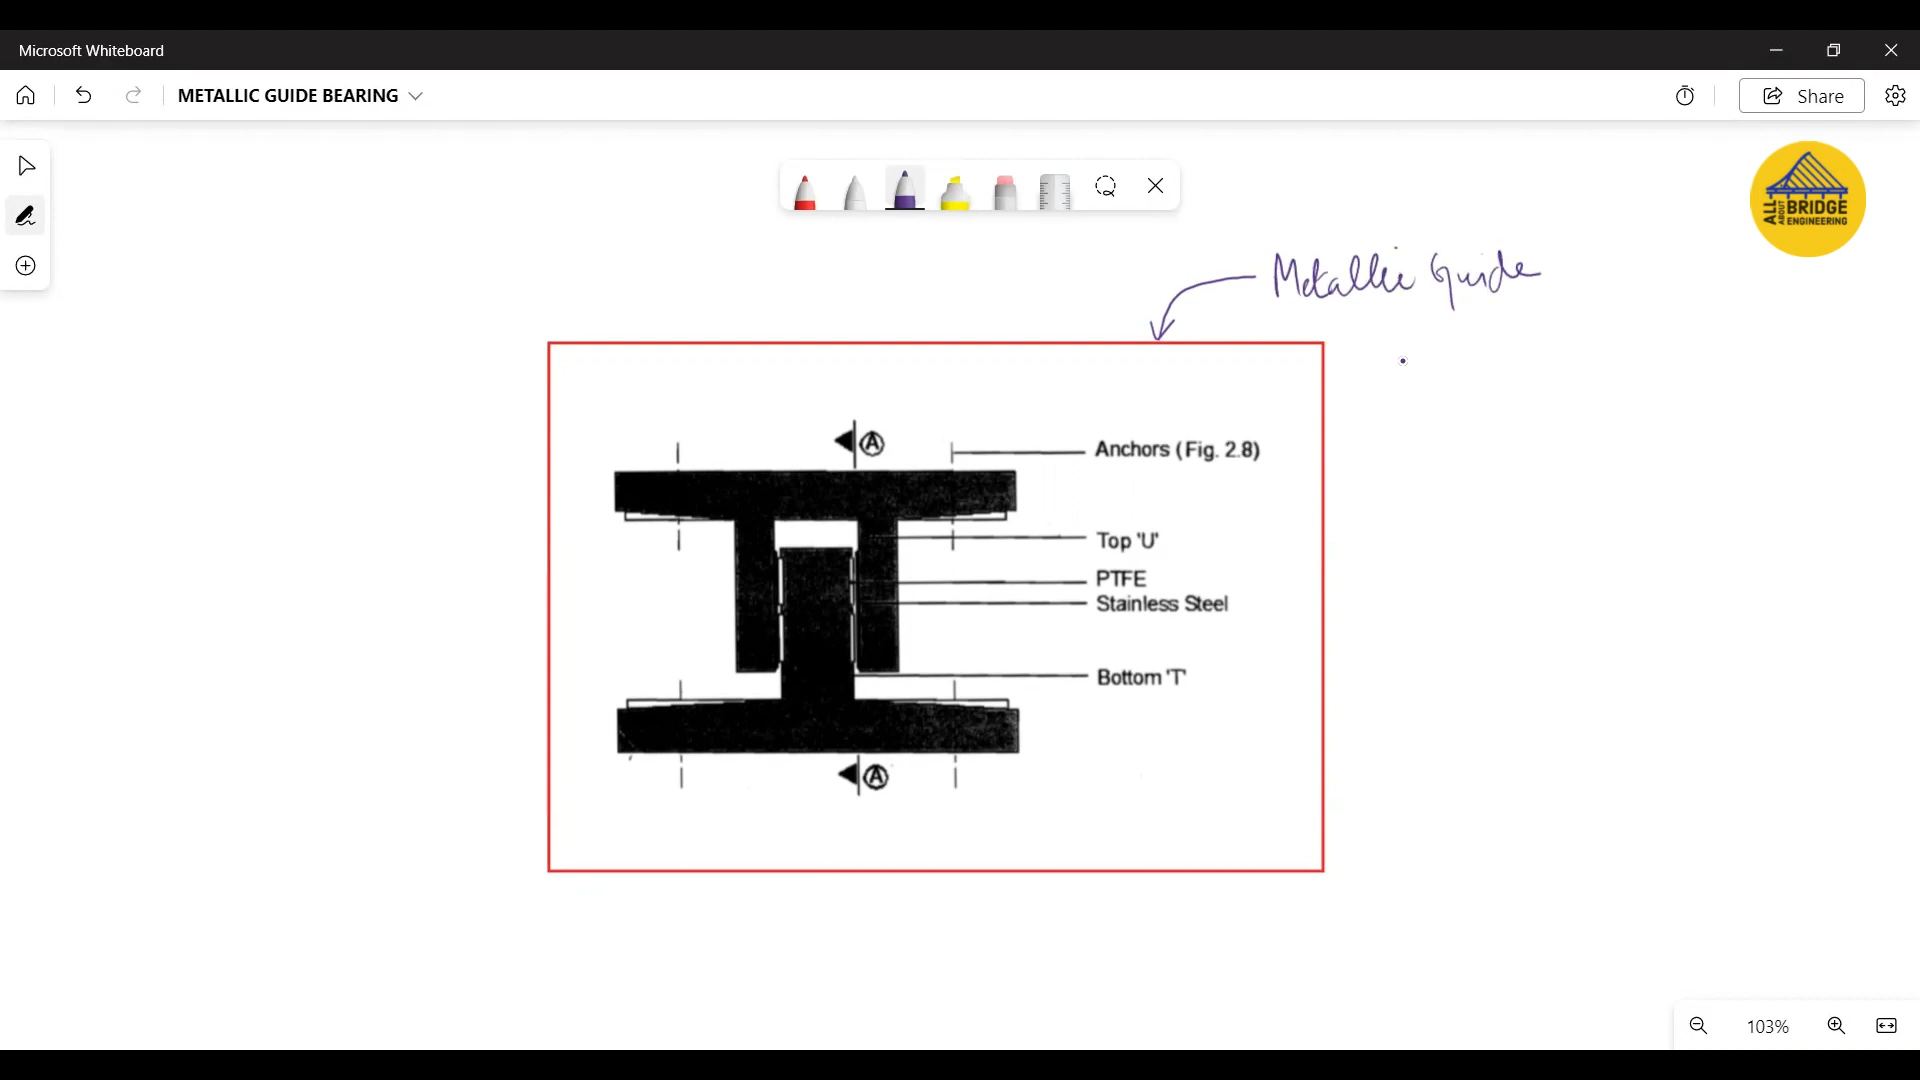 Microsoft Whiteboard
METALLIC GUIDE BEARING
Share
ALL ABOUT BRIDGE ENGINEERING
Metallic Guide
A
Anchors (Fig. 2.8)
Top 'U'
PTFE
Stainless Steel
Bottom 'T'
A
103%